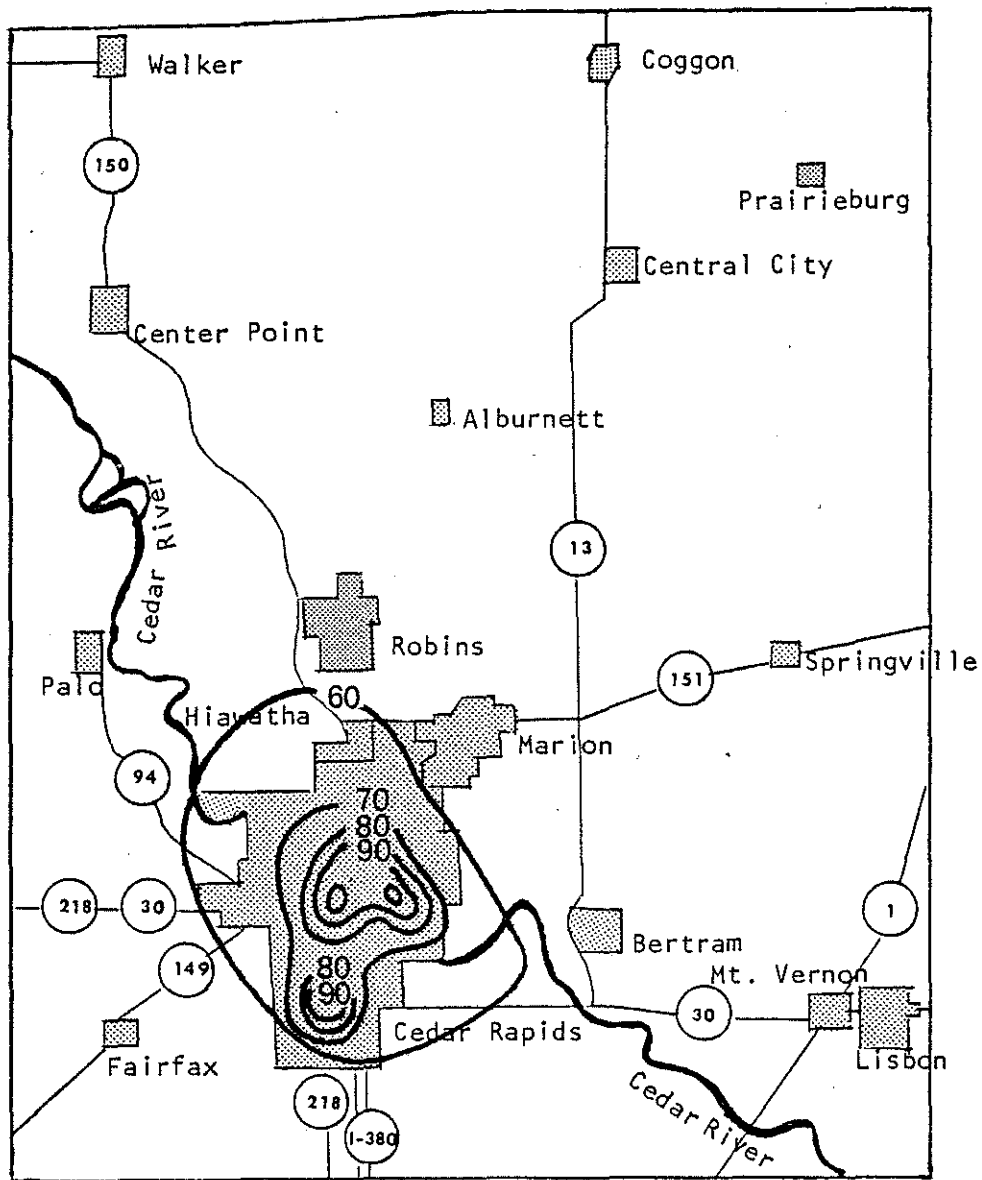 Walker
Coggon
150
Prairieburg
Central City
Center Point
Alburnett
Cedar River
13
Robins
Palo
151
Springville
60
Hiawatha
Marion
94
70
80
90
218
30
1
Bertram
149
80
90
Mt. Vernon
30
Cedar Rapids
Fairfax
Lisbon
Cedar River
218
I-380